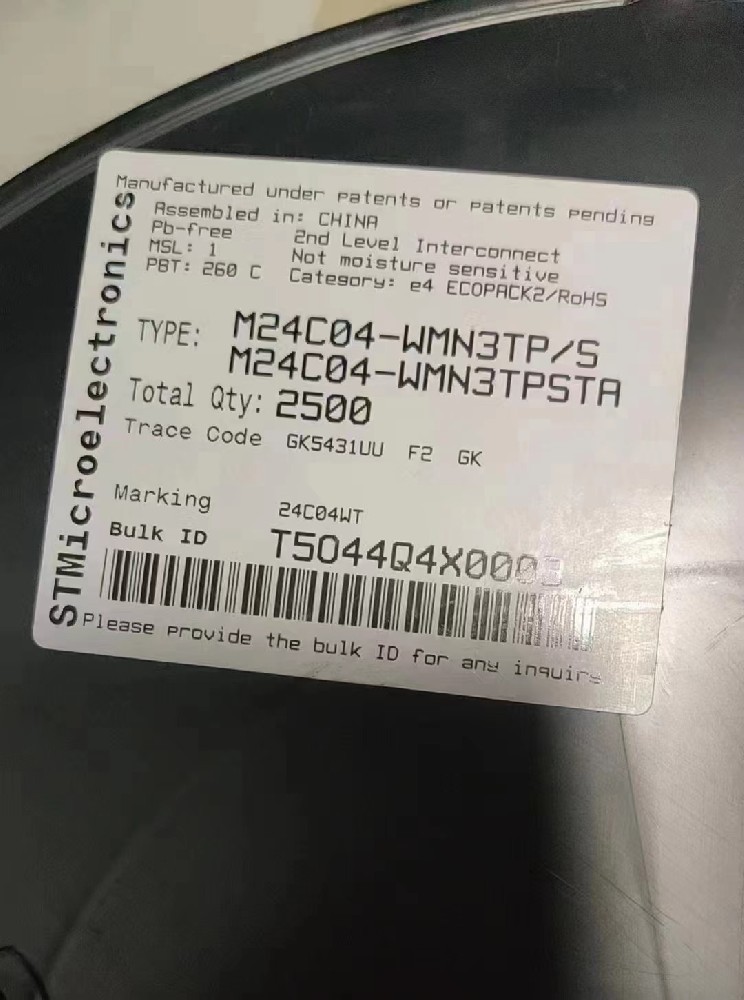 STMicroelectronics
Manufactured under patents or patents pending
Assembled in: CHINA
Pb-free 2nd Level Interconnect
MSL: 1 Not moisture sensitive
PBT: 260 C Category: e4 ECOPACK2/RoHS
TYPE: M24C04-WMN3TP/S
M24C04-WMN3TPSTA
Total Qty: 2500
Trace Code GK5431UU F2 GK
Marking 24C04WT
Bulk ID
Please provide the bulk ID for any inquiry